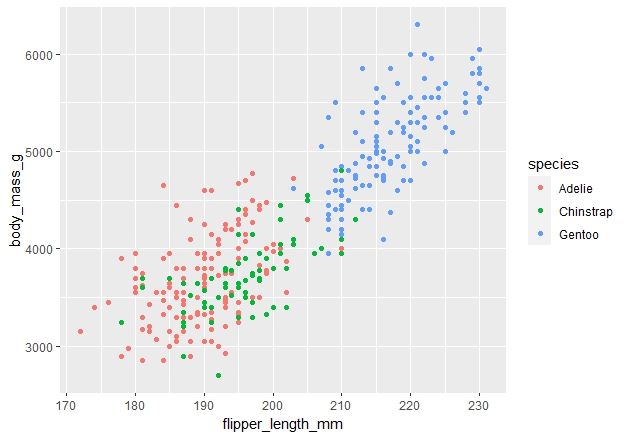 6000
5000
4000
3000
body_mass_g
170 180 190 200 210 220 230
flipper_length_mm
species
Adelie
Chinstrap
Gentoo